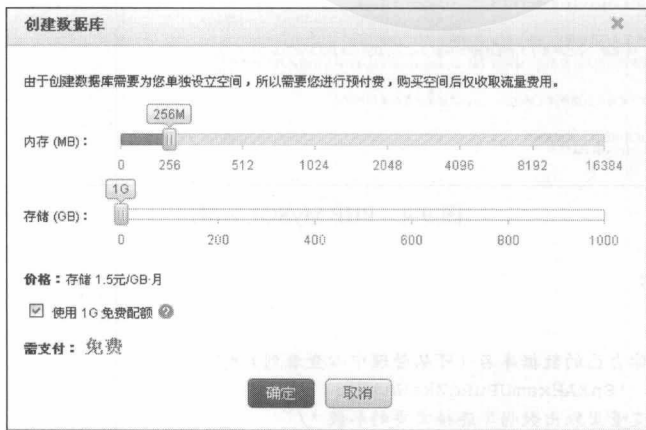 创建数据库
由于创建数据库需要为您单独设立空间，所以需要您进行预付费，购买空间后仅收取流量费用。
256M
内存 (MB)：
0 256 512 1024 2048 4096 8192 16384
1G
存储 (GB)：
0 200 400 600 800 1000
价格：存储 1.5元/GB·月
使用 1G 免费配额
需支付： 免费
确定 取消